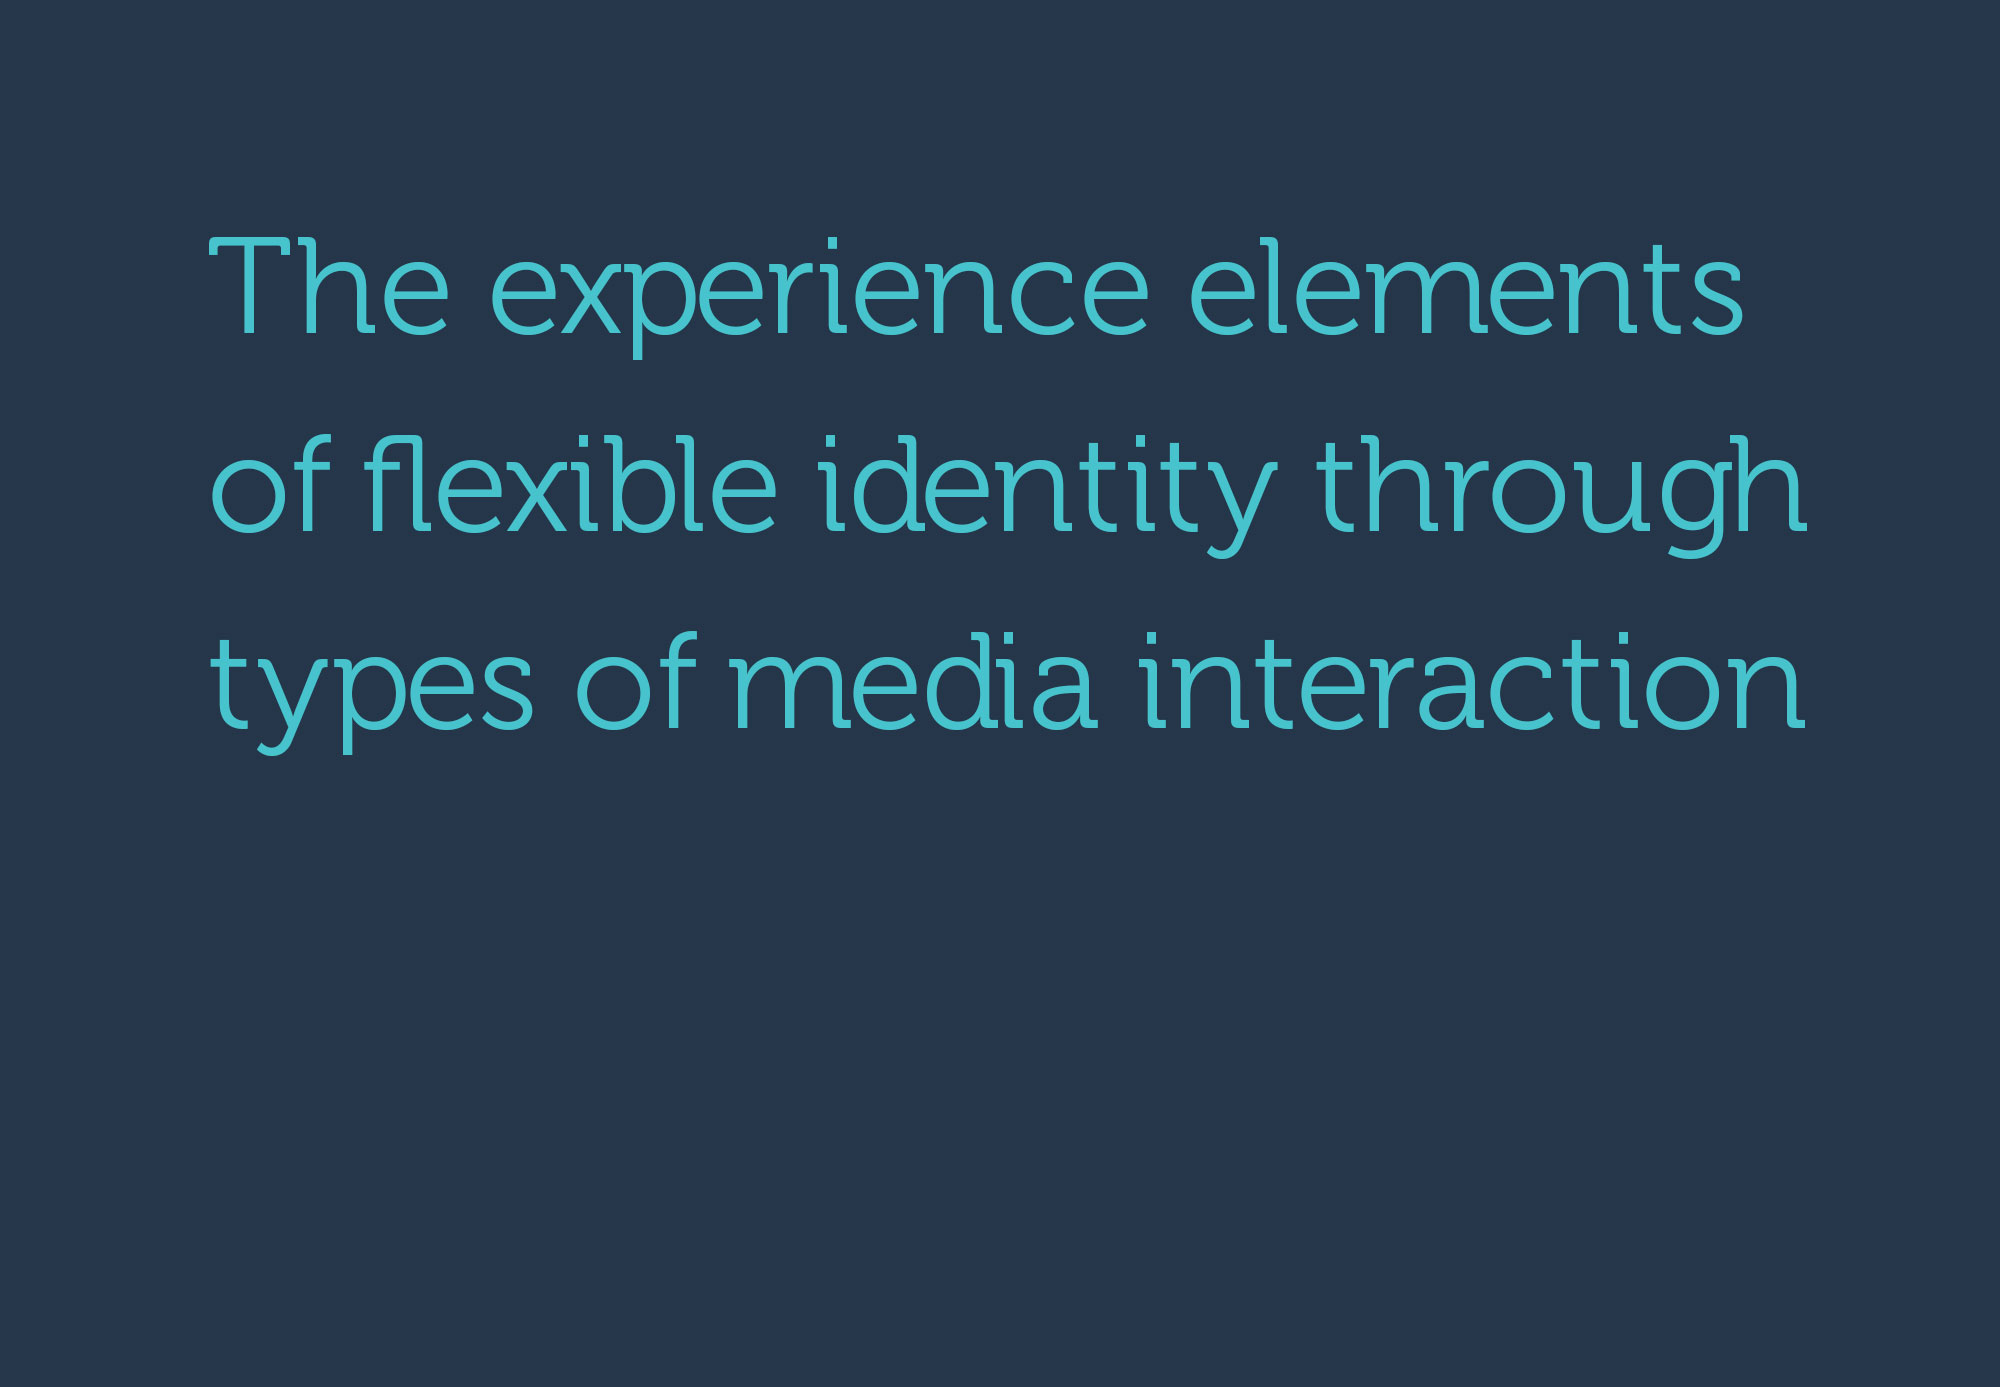 The experience elements
of flexible identity through
types of media interaction